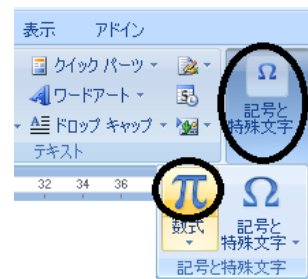 表示 アドイン
クイック パーツ
ワードアート
ドロップ キャップ
テキスト
Ω
記号と
特殊文字
32 34 36
π Ω
数式 記号と
特殊文字
記号と特殊文字